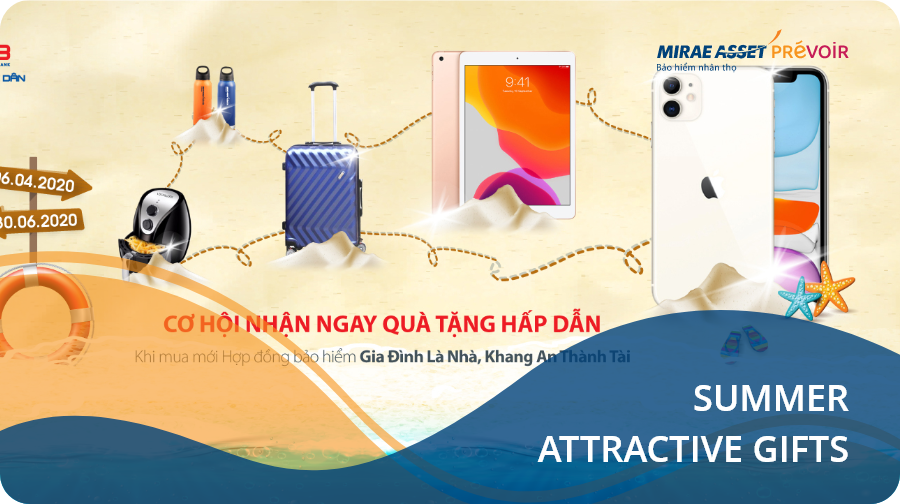 MIRAE ASSET PRéVOIR
Bảo hiểm nhân thọ
DÂN
9:41
06.04.2020
30.06.2020
CƠ HỘI NHẬN NGAY QUÀ TẶNG HẤP DẪN
Khi mua mới Hợp đồng bảo hiểm Gia Đình Là Nhà, Khang An Thành Tài
SUMMER
ATTRACTIVE GIFTS